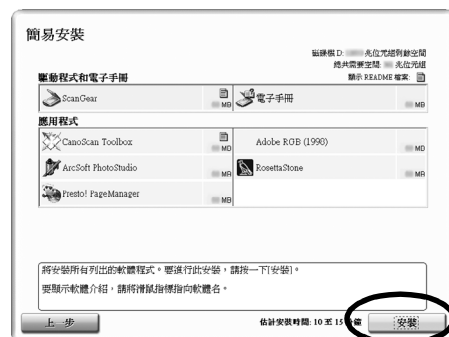 簡易安裝
磁碟機 D: 兆位元組剩餘空間
總共需要空間: 兆位元組
驅動程式和電子手冊
顯示 README 檔案:
ScanGear
MB
電子手冊
MB
應用程式
CanoScan Toolbox
MB
Adobe RGB (1998)
MB
ArcSoft PhotoStudio
MB
RosettaStone
MB
Presto! PageManager
MB
將安裝所有列出的軟體程式。要進行此安裝,請按一下[安裝]。
要顯示軟體介紹,請將滑鼠指標指向軟體名。
上一步
估計安裝時間: 10 至 15 分鐘
安裝